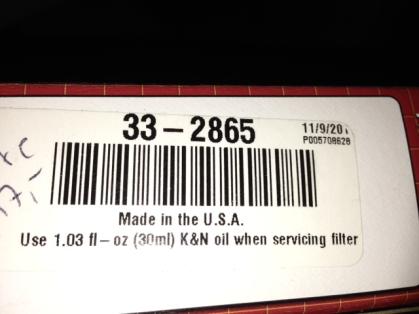 33-2865
11/9/201
P005708628
Made in the U.S.A.
Use 1.03 fl-oz (30ml) K&N oil when servicing filter